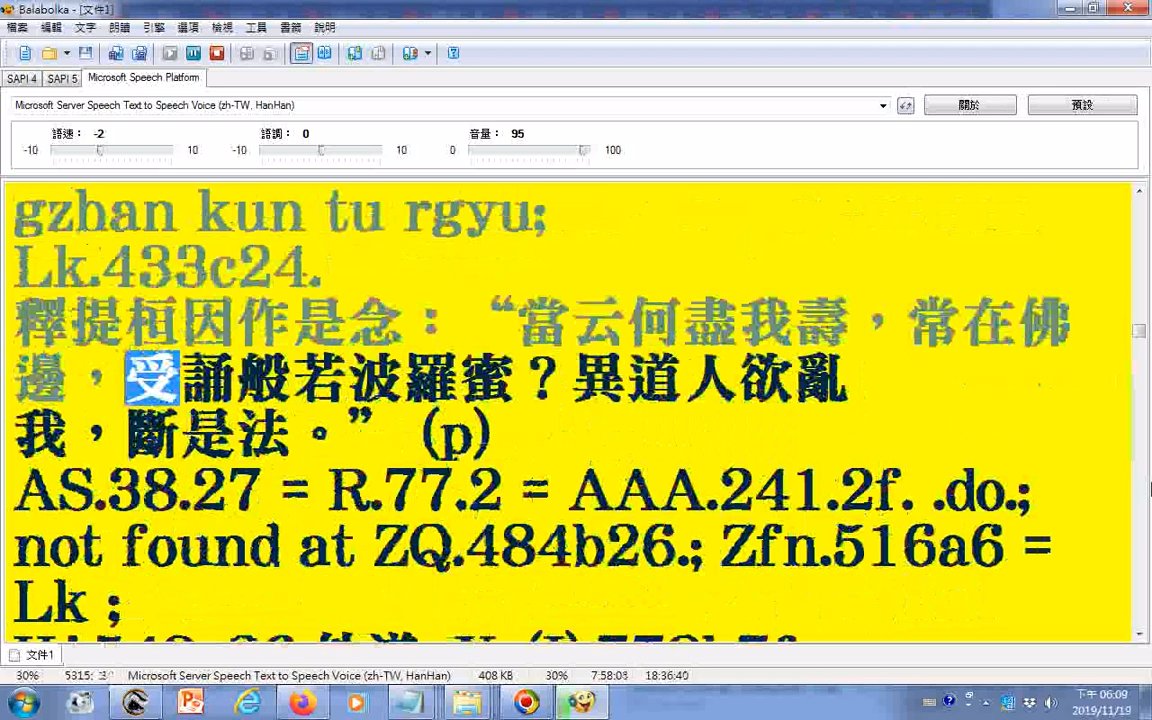 Balabolka - [文件1]
檔案 編輯 文字 朗讀 引擎 選項 檢視 工具 書籤 說明
SAPI 4 SAPI 5 Microsoft Speech Platform
Microsoft Server Speech Text to Speech Voice (zh-TW, HanHan) 關於 預設
語速： -2 語調： 0 音量： 95
-10 10 -10 10 0 100
gzhan kun tu rgyu;
Lk.433c24.
釋提桓因作是念：“當云何盡我壽，常在佛
邊，受誦般若波羅蜜？異道人欲亂
我，斷是法。” (p)
AS.38.27 = R.77.2 = AAA.241.2f. .do.;
not found at ZQ.484b26.; Zfn.516a6 =
Lk ;
文件1
30% 5315: Microsoft Server Speech Text to Speech Voice (zh-TW, HanHan) 408 KB 30% 7:58:03 18:36:40
下午 06:09
2019/11/19